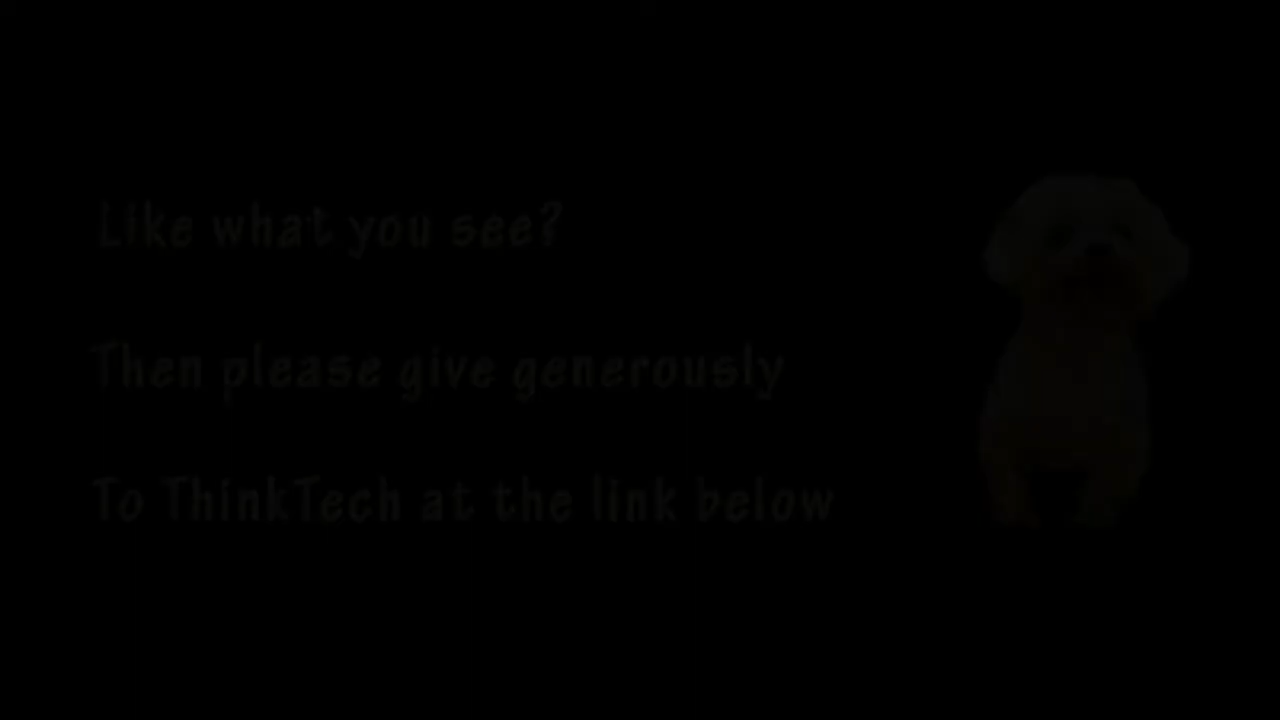 Like what you see?
Then please give generously
To ThinkTech at the link below